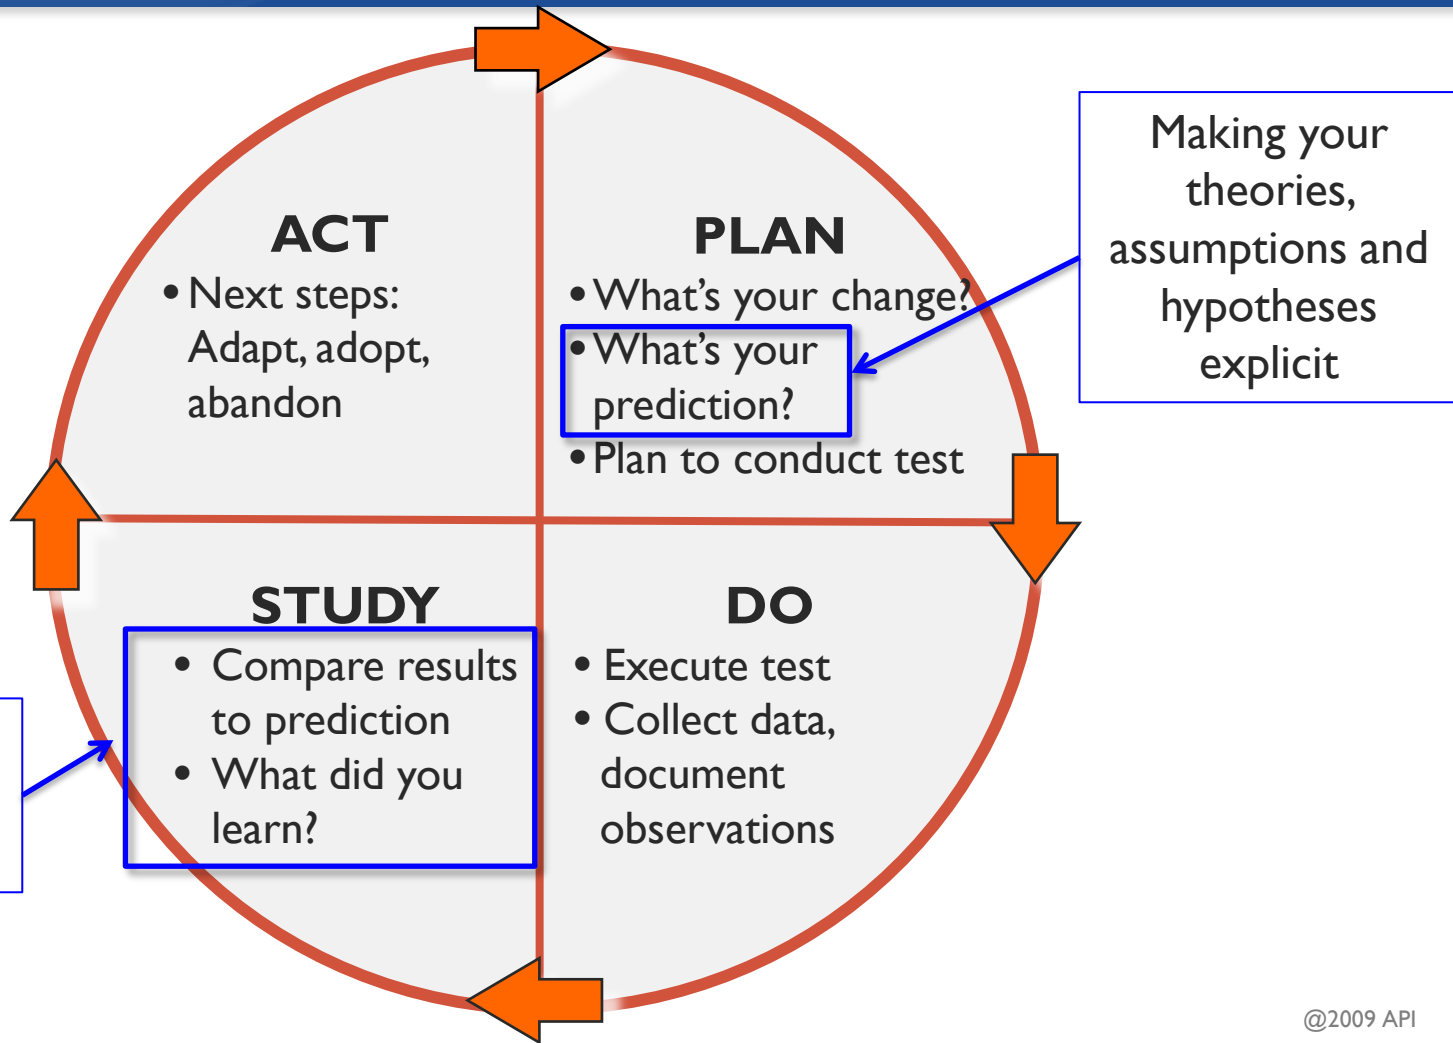 ACT
• Next steps:
Adapt, adopt,
abandon
PLAN
• What's your change?
• What's your
prediction?
• Plan to conduct test
Making your
theories,
assumptions and
hypotheses
explicit
STUDY
• Compare results
to prediction
• What did you
learn?
DO
• Execute test
• Collect data,
document
observations
@2009 API